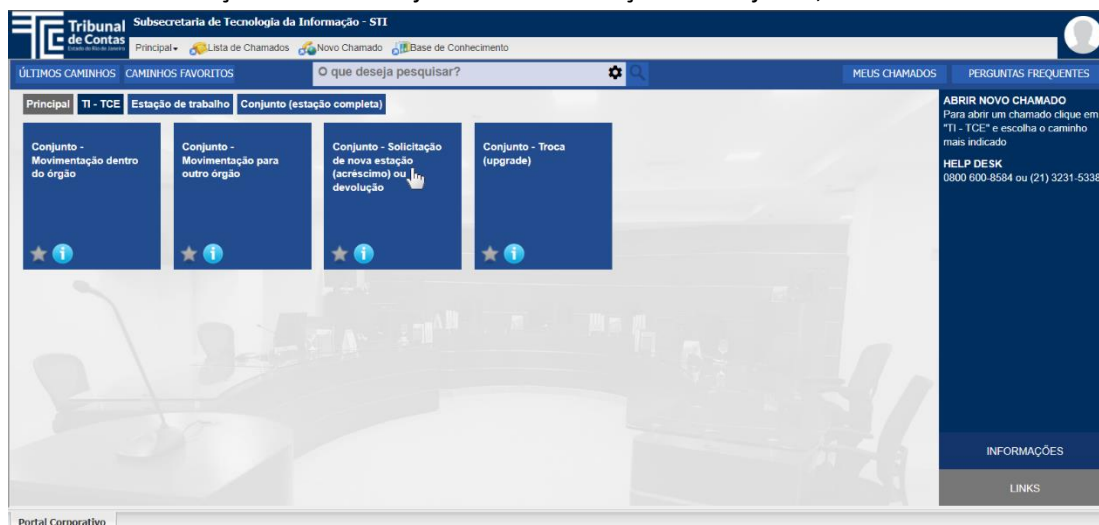 Tribunal
de Contas
Estado do Rio de Janeiro
Subsecretaria de Tecnologia da Informação - STI
Principal
Lista de Chamados
Novo Chamado
Base de Conhecimento
ÚLTIMOS CAMINHOS
CAMINHOS FAVORITOS
O que deseja pesquisar?
MEUS CHAMADOS
PERGUNTAS FREQUENTES
Principal
TI - TCE
Estação de trabalho
Conjunto (estação completa)
Conjunto -
Movimentação dentro
do órgão
Conjunto -
Movimentação para
outro órgão
Conjunto - Solicitação
de nova estação
(acréscimo) ou
devolução
Conjunto - Troca
(upgrade)
ABRIR NOVO CHAMADO
Para abrir um chamado clique em
"TI - TCE" e escolha o caminho
mais indicado
HELP DESK
0800 600-8584 ou (21) 3231-5338
INFORMAÇÕES
LINKS
Portal Corporativo